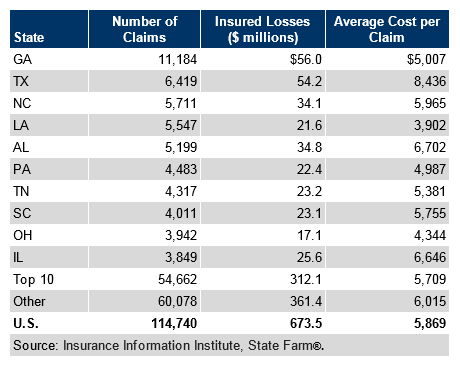 State Number of Claims Insured Losses ($ millions) Average Cost per Claim
GA 11,184 $56.0 $5,007
TX 6,419 54.2 8,436
NC 5,711 34.1 5,965
LA 5,547 21.6 3,902
AL 5,199 34.8 6,702
PA 4,483 22.4 4,987
TN 4,317 23.2 5,381
SC 4,011 23.1 5,755
OH 3,942 17.1 4,344
IL 3,849 25.6 6,646
Top 10 54,662 312.1 5,709
Other 60,078 361.4 6,015
U.S. 114,740 673.5 5,869
Source: Insurance Information Institute, State Farm®.